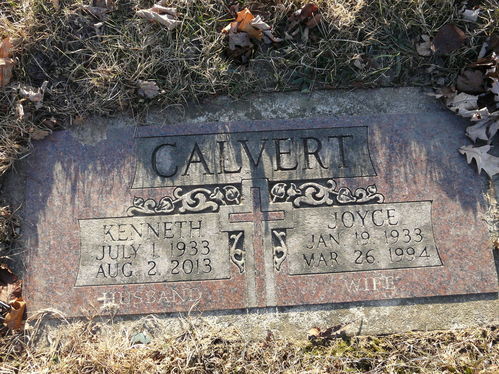 CALVERT
KENNETH
JULY 1 1933
AUG. 2, 2013
HUSBAND
JOYCE
JAN 19, 1933
MAR 26, 1994
WIFE